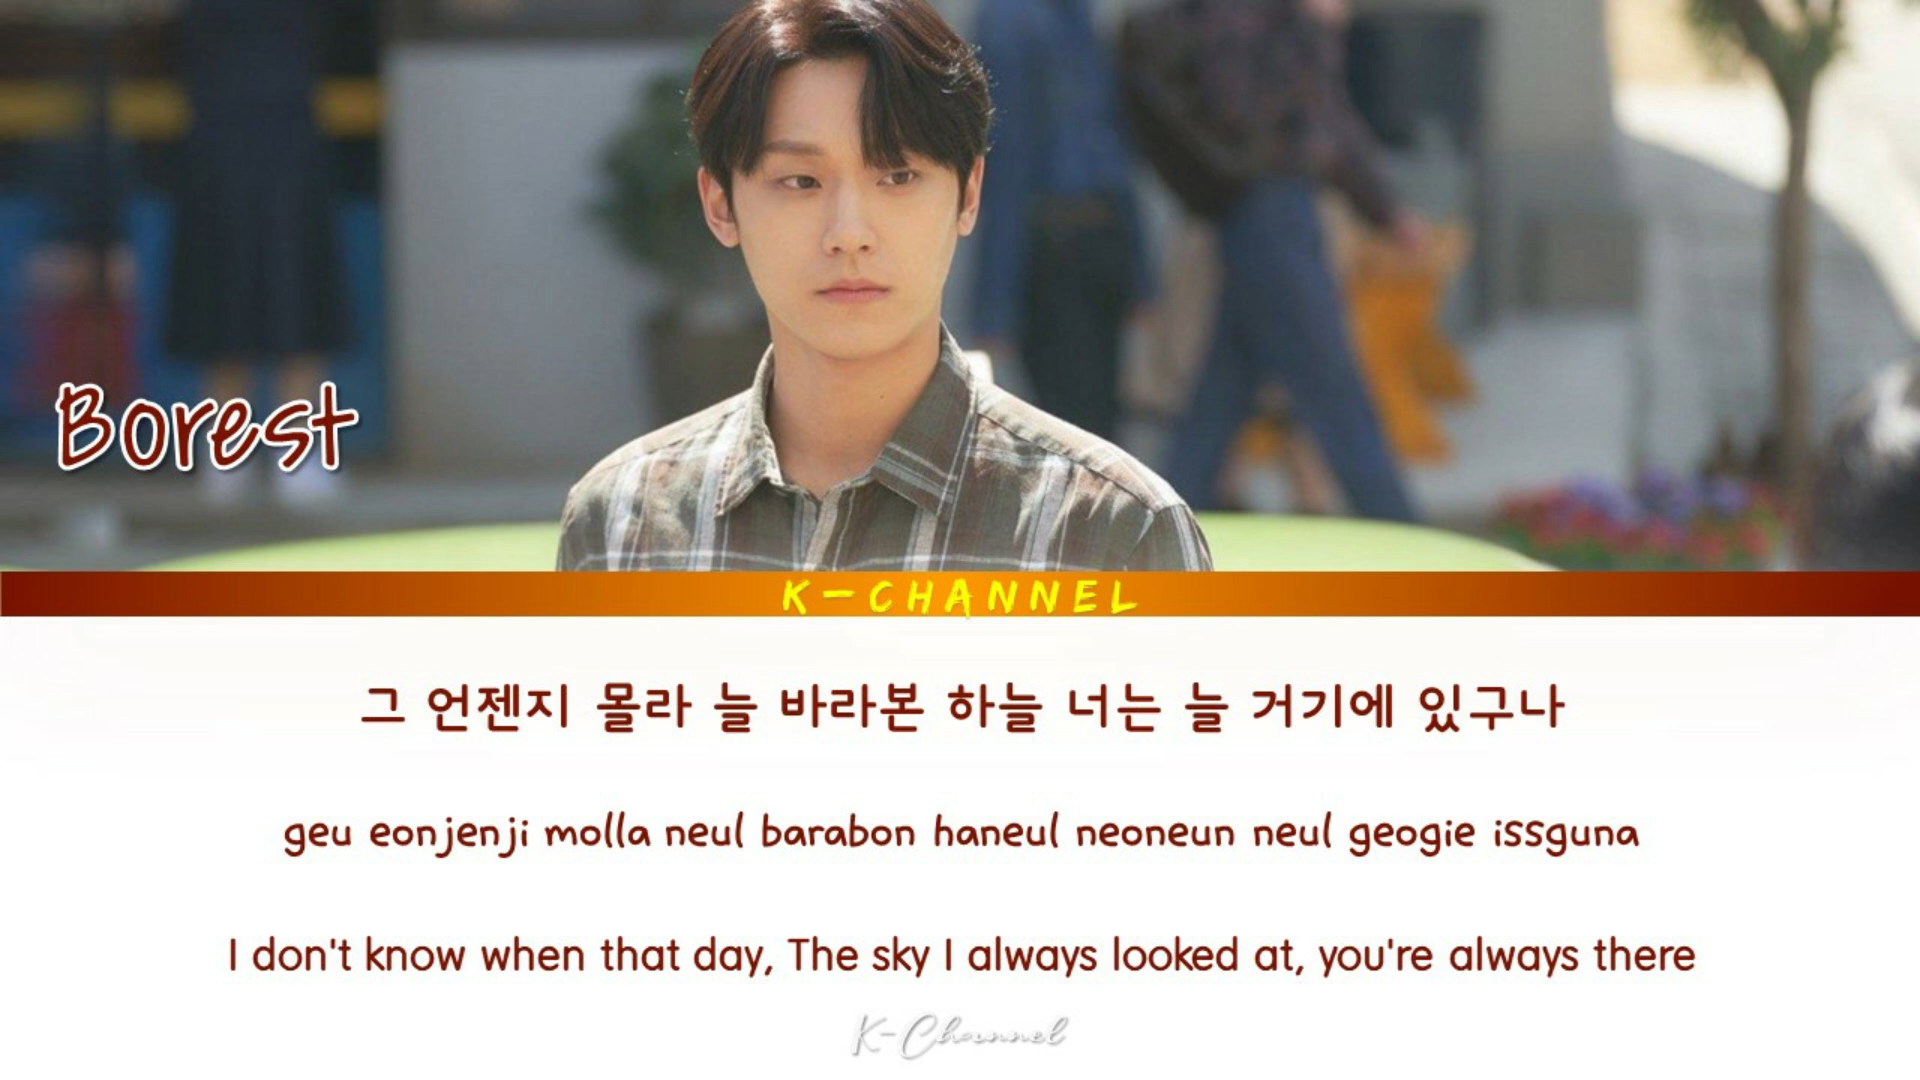 Borest
K-CHANNEL
그 언젠지 몰라 늘 바라본 하늘 너는 늘 거기에 있구나
geu eonjenji molla neul barabon haneul neoneun neul geogie issguna
I don't know when that day, The sky I always looked at, you're always there
K-Channel